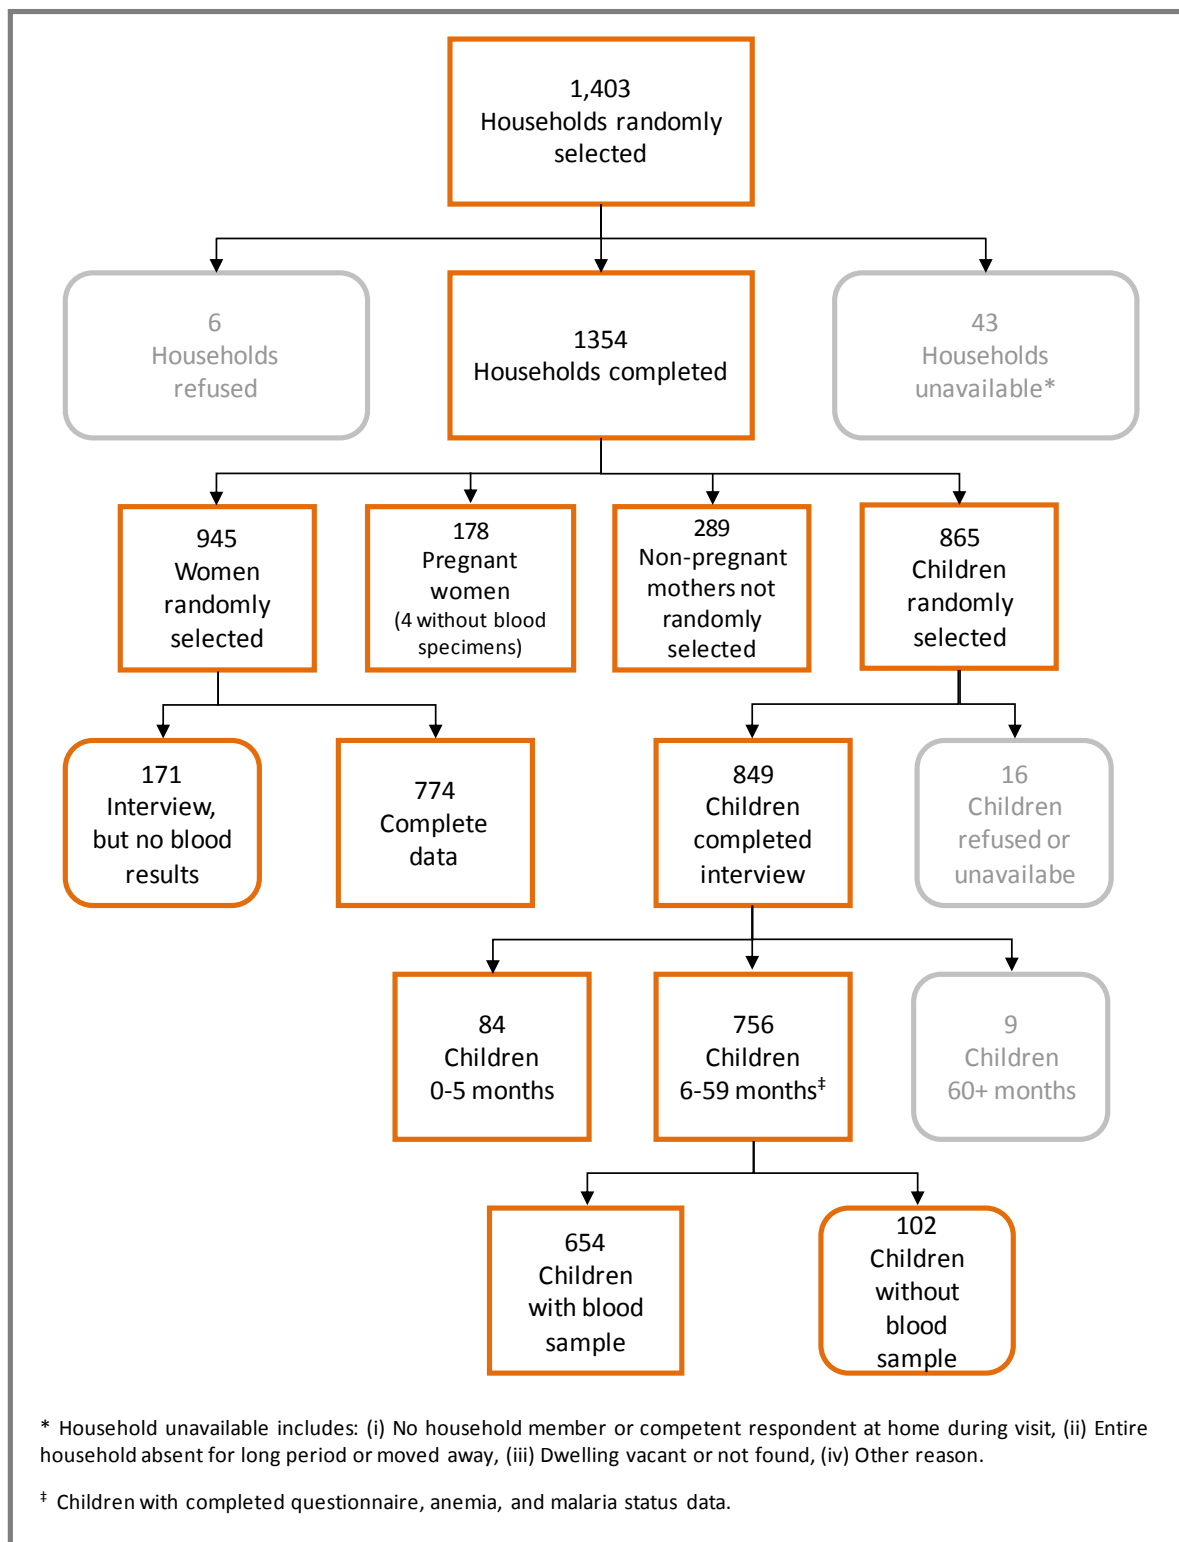 1,403
Households randomly
selected
6
Households
refused
1354
Households completed
43
Households
unavailable*
945
Women
randomly
selected
178
Pregnant
women
(4 without blood
specimens)
289
Non-pregnant
mothers not
randomly
selected
865
Children
randomly
selected
171
Interview,
but no blood
results
774
Complete
data
849
Children
completed
interview
16
Children
refused or
unavailabe
84
Children
0-5 months
756
Children
6-59 months‡
9
Children
60+ months
654
Children
with blood
sample
102
Children
without
blood
sample
* Household unavailable includes: (i) No household member or competent respondent at home during visit, (ii) Entire
household absent for long period or moved away, (iii) Dwelling vacant or not found, (iv) Other reason.
‡ Children with completed questionnaire, anemia, and malaria status data.